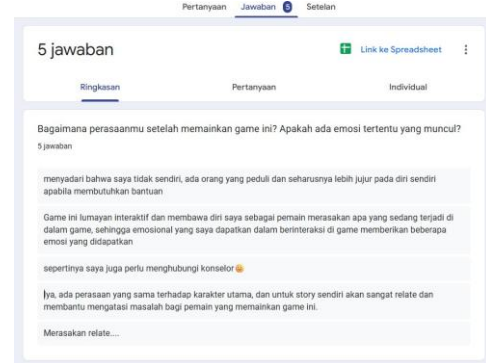 Pertanyaan Jawaban 5 Setelan
5 jawaban
Link ke Spreadsheet
Ringkasan Pertanyaan Individual
Bagaimana perasaanmu setelah memainkan game ini? Apakah ada emosi tertentu yang muncul?
5 jawaban
menyadari bahwa saya tidak sendiri, ada orang yang peduli dan seharusnya lebih jujur pada diri sendiri
apabila membutuhkan bantuan
Game ini lumayan interaktif dan membawa diri saya sebagai pemain merasakan apa yang sedang terjadi di
dalam game, sehingga emosional yang saya dapatkan dalam berinteraksi di game memberikan beberapa
emosi yang didapatkan
sepertinya saya juga perlu menghubungi konselor
Iya, ada perasaan yang sama terhadap karakter utama, dan untuk story sendiri akan sangat relate dan
membantu mengatasi masalah bagi pemain yang memainkan game ini.
Merasakan relate....